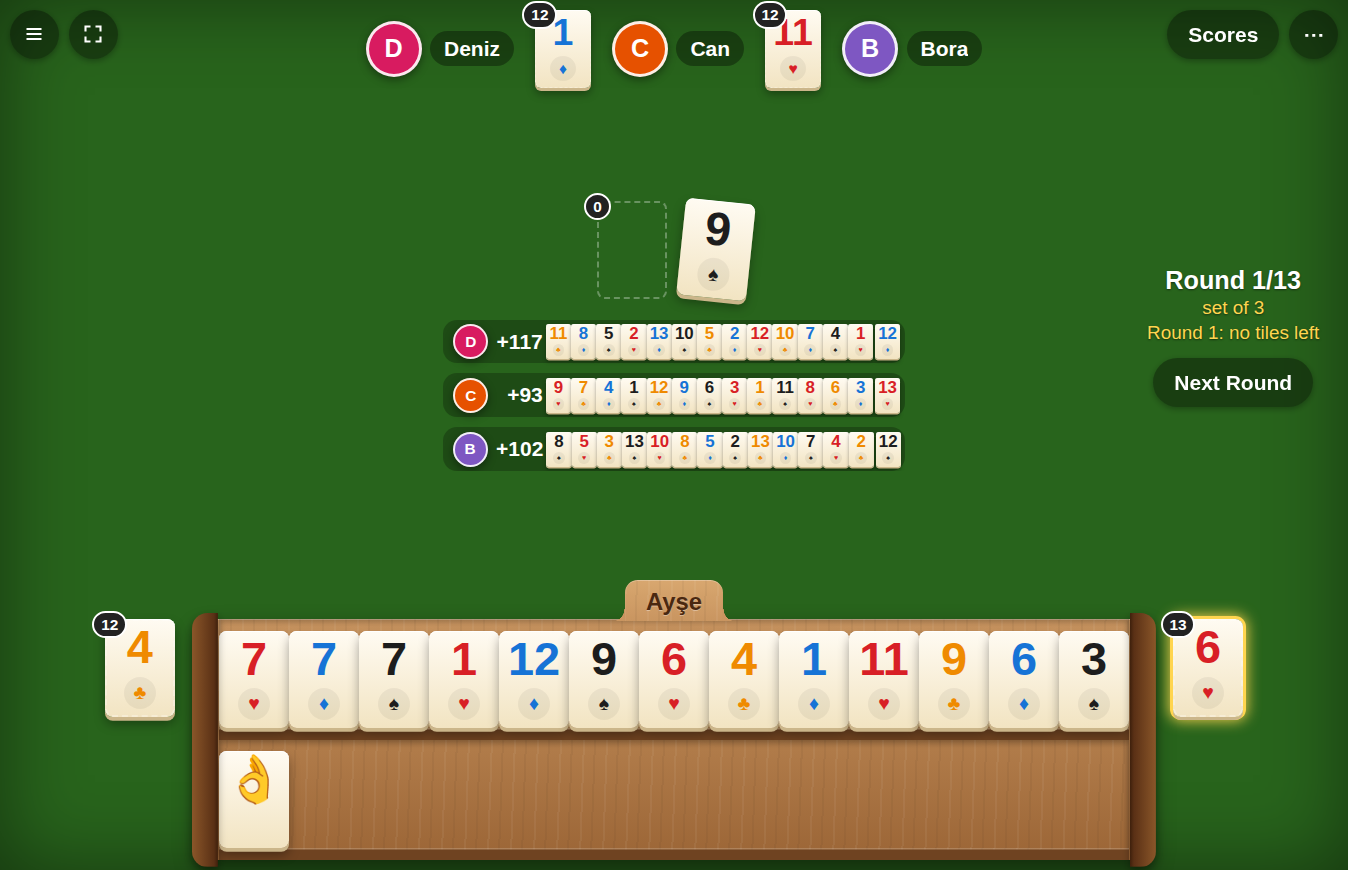 D Deniz 12 1 ♦ C Can 12 11 ♥ B Bora Scores ...
0 9 ♠
Round 1/13
set of 3
Round 1: no tiles left
Next Round
D +117 11 ♣ 8 ♦ 5 ♠ 2 ♥ 13 ♦ 10 ♠ 5 ♣ 2 ♦ 12 ♥ 10 ♣ 7 ♦ 4 ♠ 1 ♥ 12 ♦
C +93 9 ♥ 7 ♣ 4 ♦ 1 ♠ 12 ♣ 9 ♦ 6 ♠ 3 ♥ 1 ♣ 11 ♠ 8 ♥ 6 ♣ 3 ♦ 13 ♥
B +102 8 ♠ 5 ♥ 3 ♣ 13 ♠ 10 ♥ 8 ♣ 5 ♦ 2 ♠ 13 ♣ 10 ♦ 7 ♠ 4 ♥ 2 ♣ 12 ♠
Ayşe
12 4 ♣
7 ♥ 7 ♦ 7 ♠ 1 ♥ 12 ♦ 9 ♠ 6 ♥ 4 ♣ 1 ♦ 11 ♥ 9 ♣ 6 ♦ 3 ♠
13 6 ♥
👌